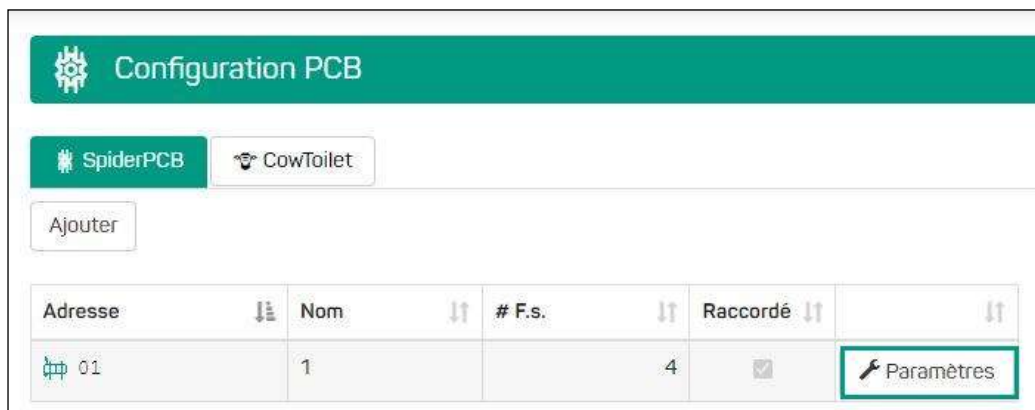 Configuration PCB
SpiderPCB CowToilet
Ajouter
Adresse Nom # F.s. Raccordé
01 1 4 Paramètres